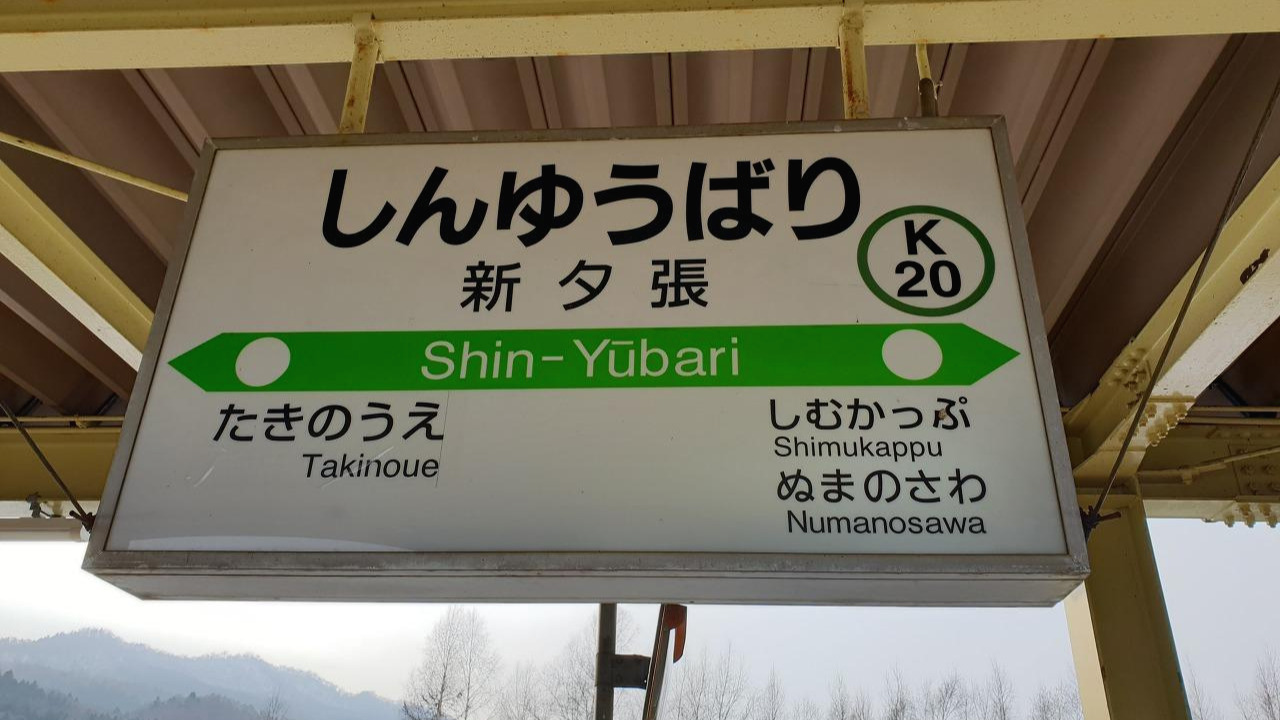 しんゆうばり
K
20
新夕張
Shin-Yūbari
たきのうえ
Takinoue
しむかっぷ
Shimukappu
ぬまのさわ
Numanosawa